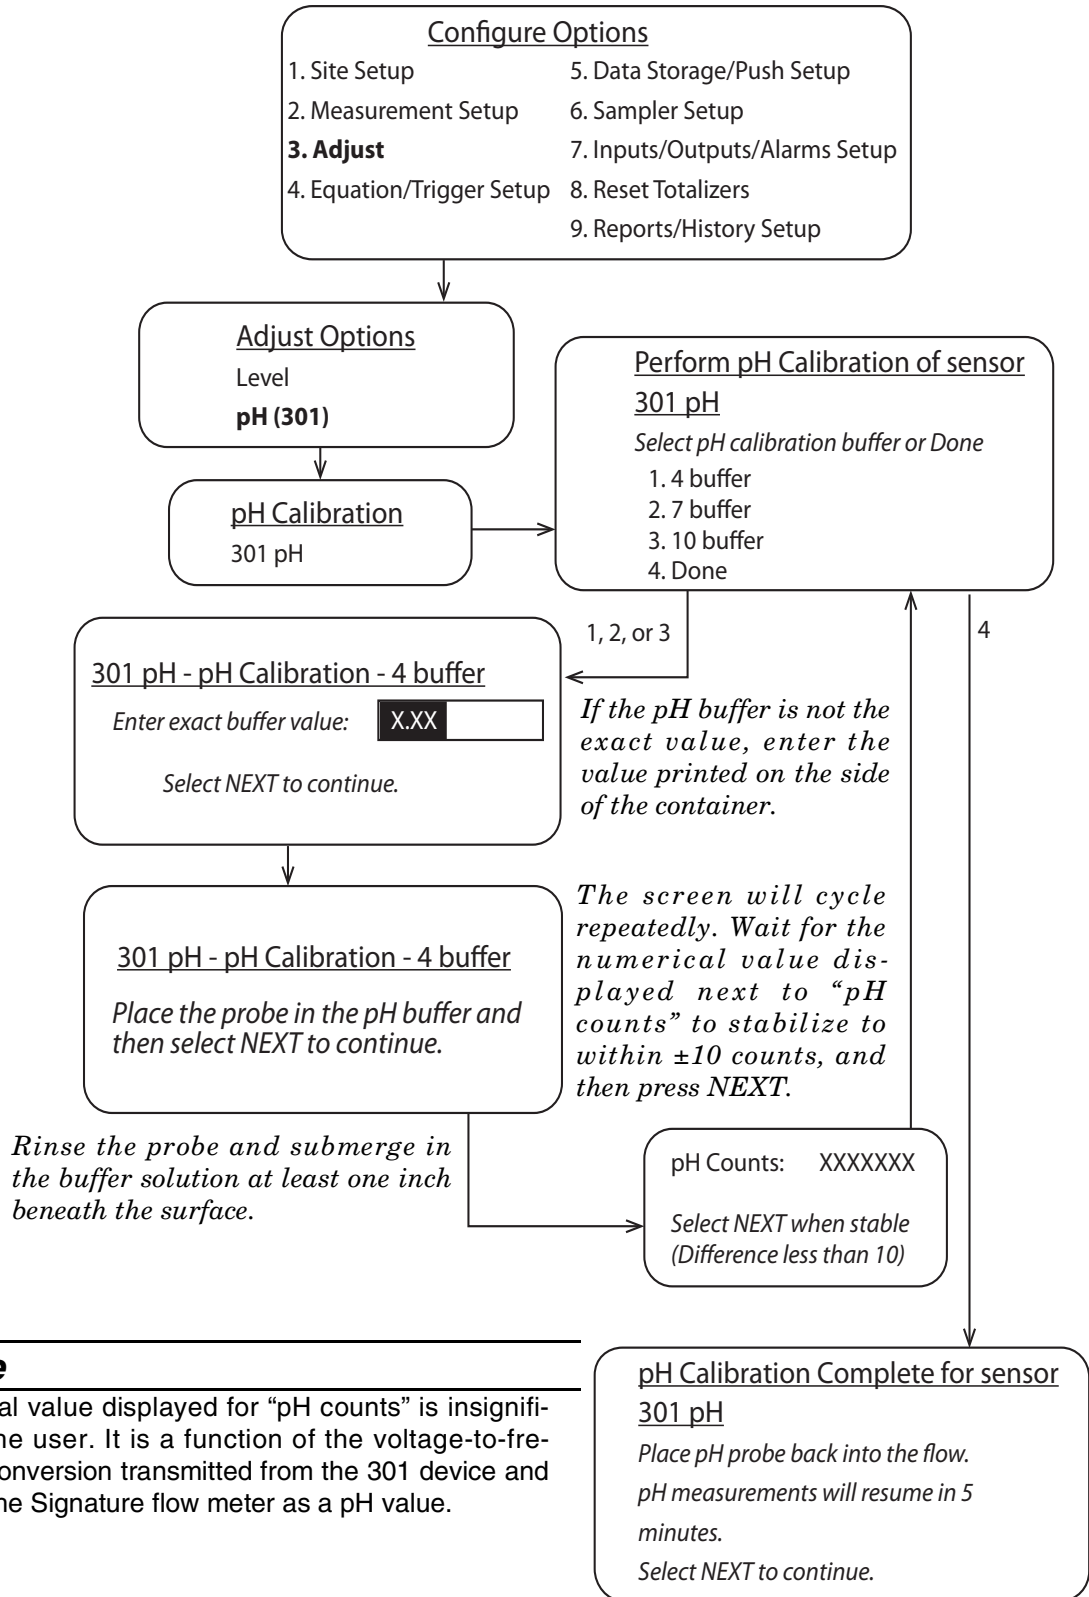 Configure Options
1. Site Setup
2. Measurement Setup
3. Adjust
4. Equation/Trigger Setup
5. Data Storage/Push Setup
6. Sampler Setup
7. Inputs/Outputs/Alarms Setup
8. Reset Totalizers
9. Reports/History Setup
Adjust Options
Level
pH (301)
pH Calibration
301 pH
Perform pH Calibration of sensor
301 pH
Select pH calibration buffer or Done
1. 4 buffer
2. 7 buffer
3. 10 buffer
4. Done
1, 2, or 3
4
301 pH - pH Calibration - 4 buffer
Enter exact buffer value: X.XX
Select NEXT to continue.
If the pH buffer is not the
exact value, enter the
value printed on the side
of the container.
301 pH - pH Calibration - 4 buffer
Place the probe in the pH buffer and
then select NEXT to continue.
The screen will cycle
repeatedly. Wait for the
numerical value dis-
played next to “pH
counts” to stabilize to
within ±10 counts, and
then press NEXT.
Rinse the probe and submerge in
the buffer solution at least one inch
beneath the surface.
pH Counts: XXXXXXX
Select NEXT when stable
(Difference less than 10)
e
al value displayed for “pH counts” is insignifi-
ne user. It is a function of the voltage-to-fre-
onversion transmitted from the 301 device and
he Signature flow meter as a pH value.
pH Calibration Complete for sensor
301 pH
Place pH probe back into the flow.
pH measurements will resume in 5
minutes.
Select NEXT to continue.